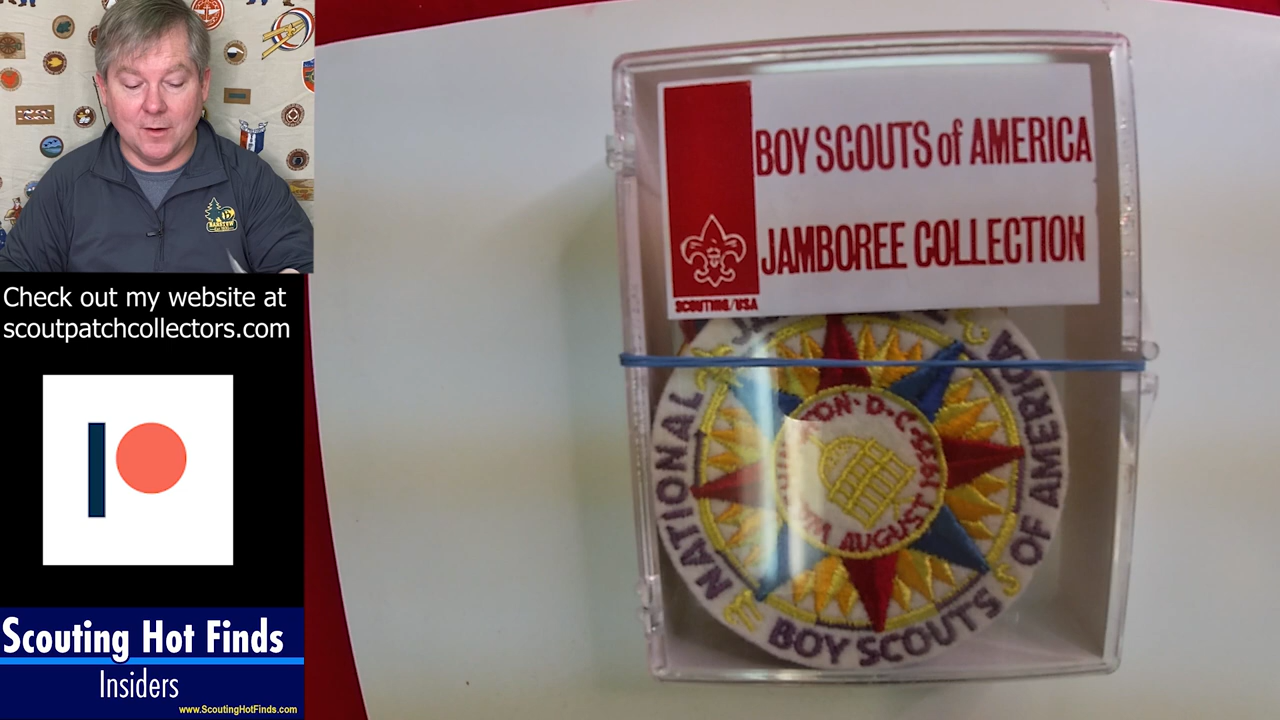 Check out my website at
scoutpatchcollectors.com
Scouting Hot Finds
Insiders
www.ScoutingHotFinds.com
BOY SCOUTS of AMERICA
JAMBOREE COLLECTION
SCOUTING/USA
NATIONAL
BOY SCOUTS OF AMERICA
D·C·
AUGUST 1935